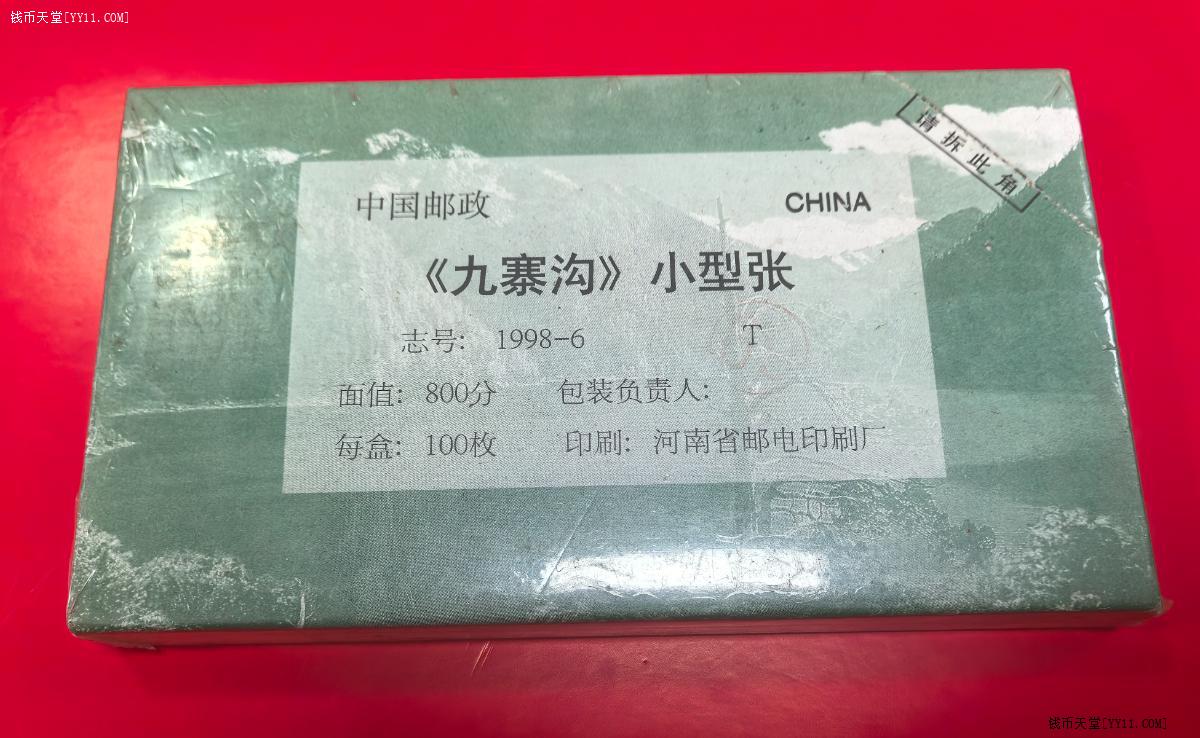 钱币天堂[YY11.COM]
请拆此角
中国邮政 CHINA
《九寨沟》小型张
志号: 1998-6 T
面值: 800分 包装负责人:
每盒: 100枚 印刷: 河南省邮电印刷厂
钱币天堂[YY11.COM]